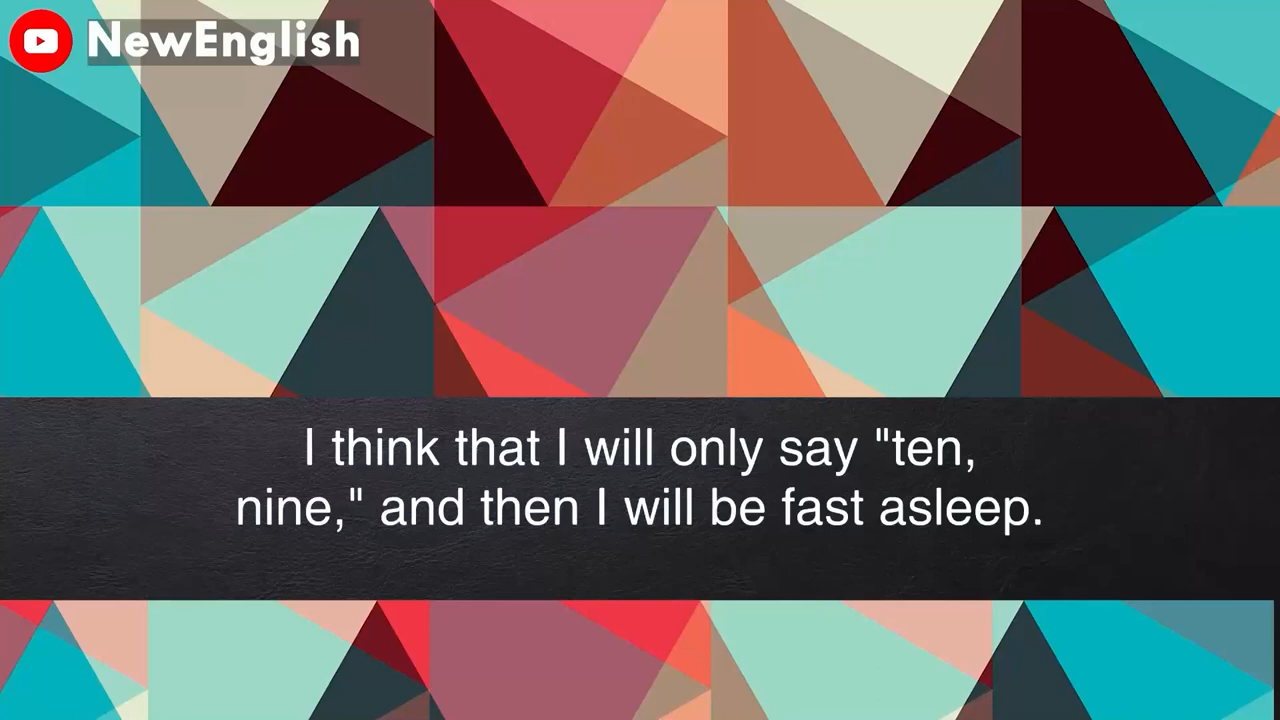 NewEnglish
I think that I will only say "ten,
nine," and then I will be fast asleep.